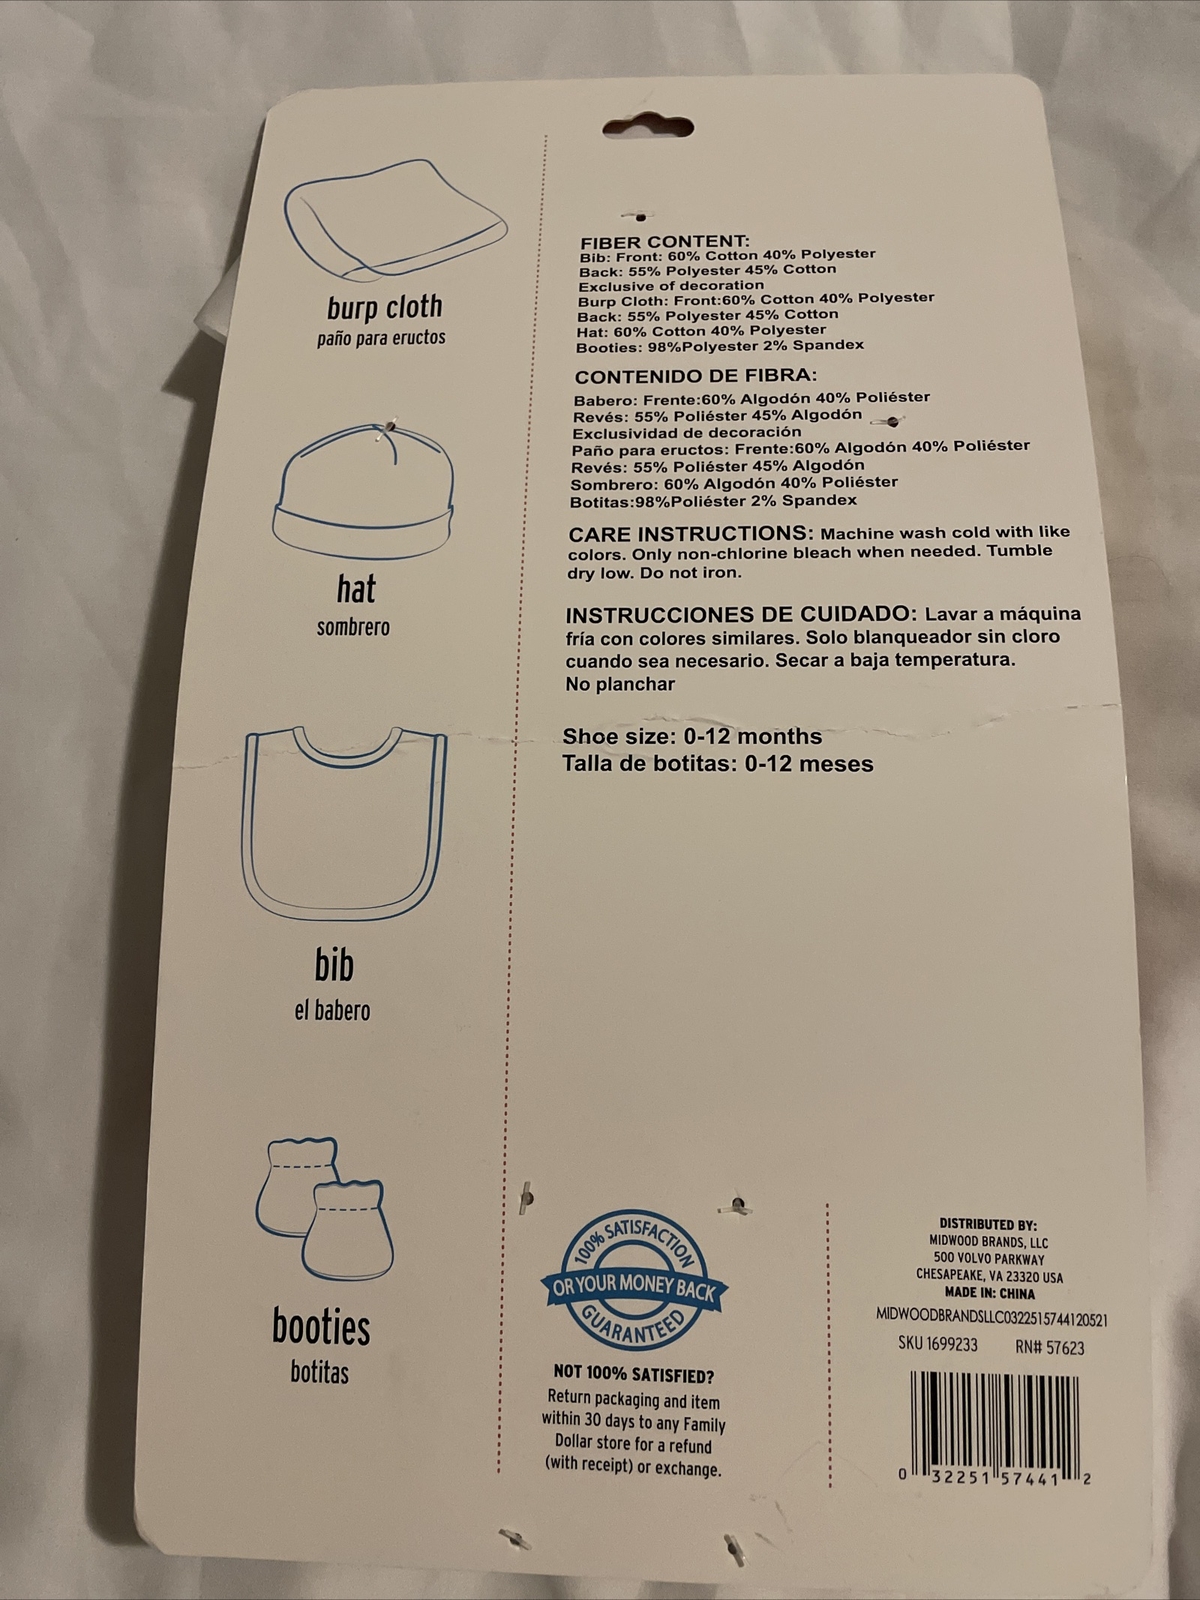 burp cloth
paño para eructos
hat
sombrero
bib
el babero
booties
botitas
FIBER CONTENT:
Bib: Front: 60% Cotton 40% Polyester
Back: 55% Polyester 45% Cotton
Exclusive of decoration
Burp Cloth: Front:60% Cotton 40% Polyester
Back: 55% Polyester 45% Cotton
Hat: 60% Cotton 40% Polyester
Booties: 98%Polyester 2% Spandex
CONTENIDO DE FIBRA:
Babero: Frente:60% Algodón 40% Poliéster
Revés: 55% Poliéster 45% Algodón
Exclusividad de decoración
Paño para eructos: Frente:60% Algodón 40% Poliéster
Revés: 55% Poliéster 45% Algodón
Sombrero: 60% Algodón 40% Poliéster
Botitas:98%Poliéster 2% Spandex
CARE INSTRUCTIONS: Machine wash cold with like
colors. Only non-chlorine bleach when needed. Tumble
dry low. Do not iron.
INSTRUCCIONES DE CUIDADO: Lavar a máquina
fría con colores similares. Solo blanqueador sin cloro
cuando sea necesario. Secar a baja temperatura.
No planchar
Shoe size: 0-12 months
Talla de botitas: 0-12 meses
100% SATISFACTION
OR YOUR MONEY BACK
GUARANTEED
NOT 100% SATISFIED?
Return packaging and item
within 30 days to any Family
Dollar store for a refund
(with receipt) or exchange.
DISTRIBUTED BY:
MIDWOOD BRANDS, LLC
500 VOLVO PARKWAY
CHESAPEAKE, VA 23320 USA
MADE IN: CHINA
MIDWOODBRANDSLLC0322515744120521
SKU 1699233 RN# 57623
0 32251 57441 2